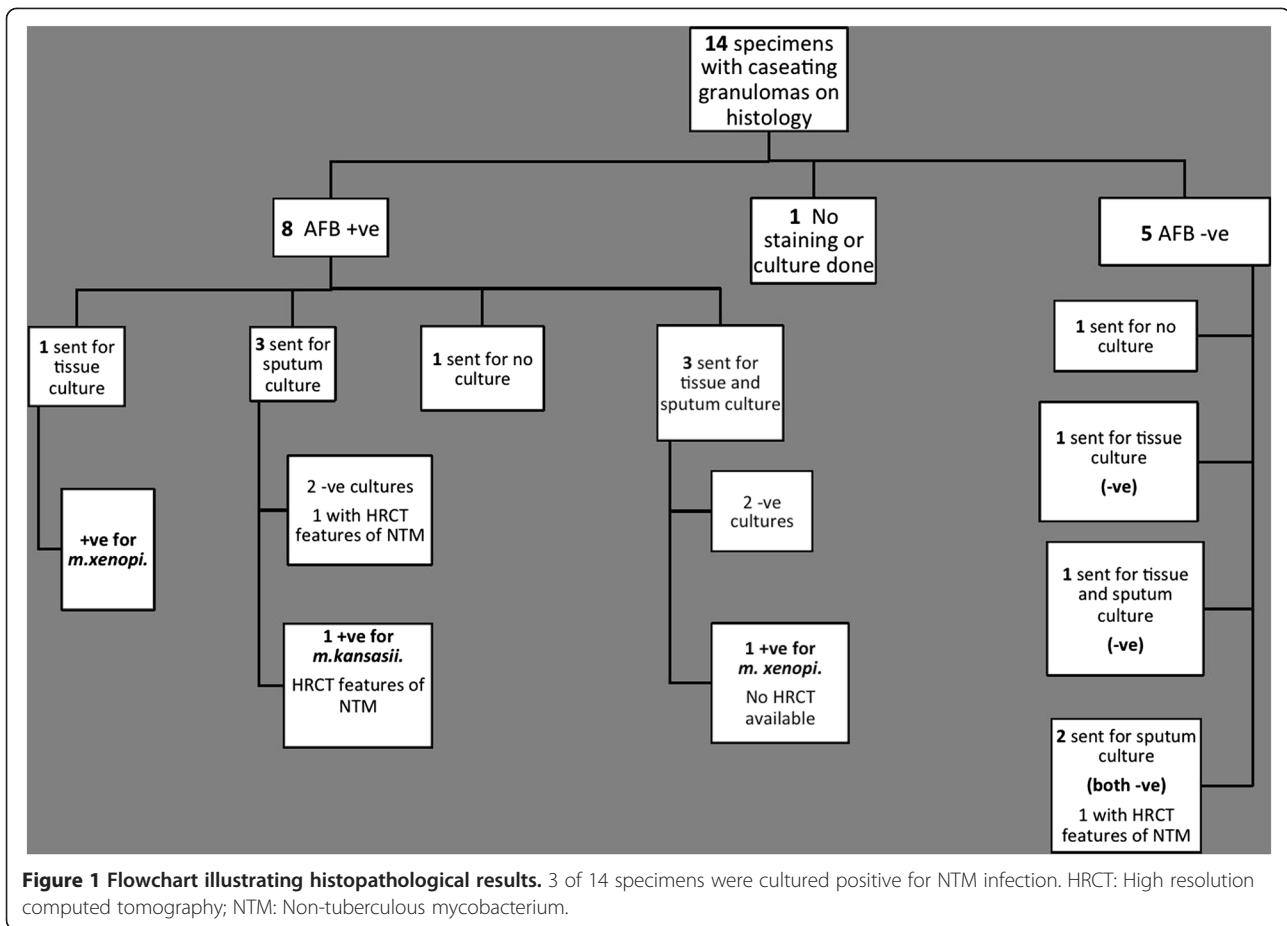 14 specimens
with caseating
granulomas on
histology
8 AFB +ve
1 No
staining or
culture done
5 AFB -ve
1 sent for
tissue
culture
3 sent for
sputum
culture
1 sent for no
culture
3 sent for
tissue and
sputum culture
1 sent for no
culture
1 sent for tissue
culture
(-ve)
1 sent for tissue
and sputum
culture
(-ve)
2 sent for sputum
culture
(both -ve)
1 with HRCT
features of NTM
+ve for
m.xenopi.
2 -ve cultures
1 with HRCT
features of NTM
1 +ve for
m.kansasii.
HRCT features of
NTM
2 -ve
cultures
1 +ve for
m. xenopi.
No HRCT
available
Figure 1 Flowchart illustrating histopathological results. 3 of 14 specimens were cultured positive for NTM infection. HRCT: High resolution
computed tomography; NTM: Non-tuberculous mycobacterium.